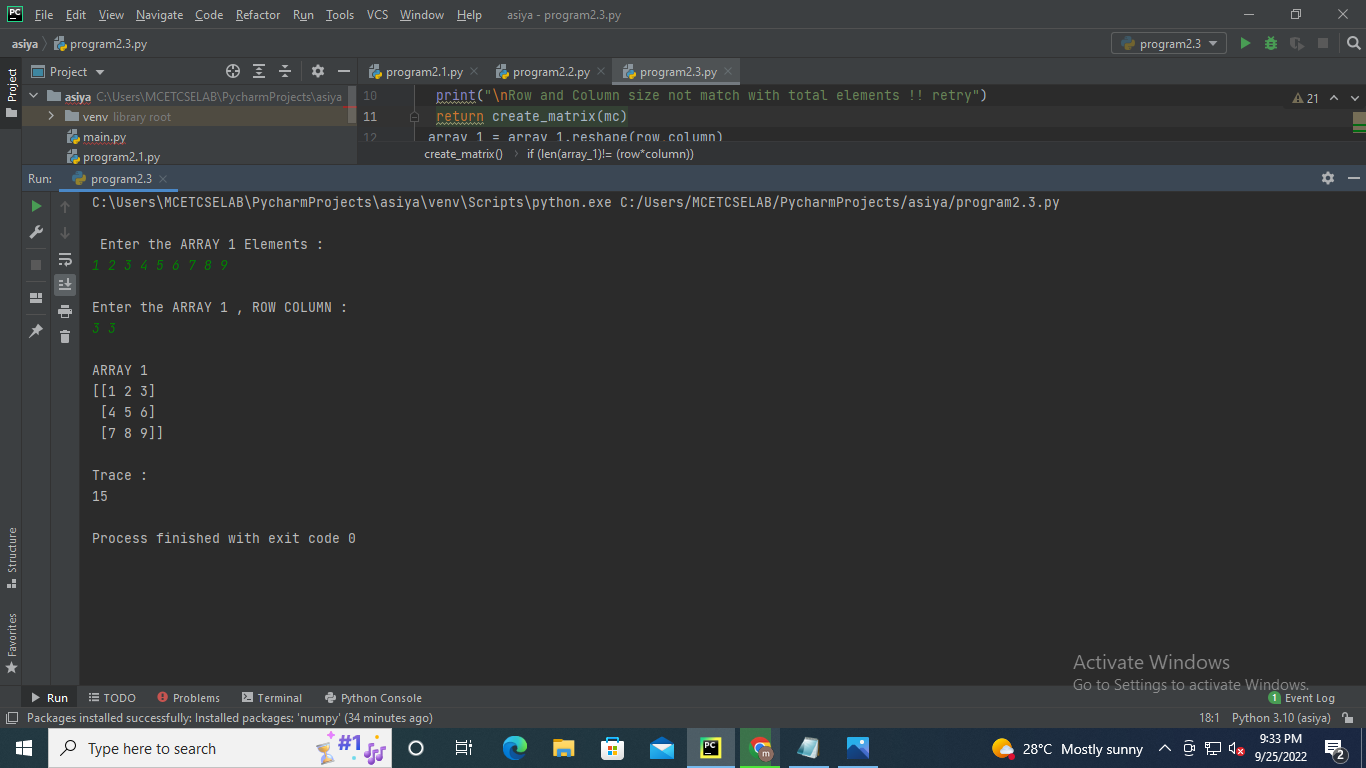 PC File Edit View Navigate Code Refactor Run Tools VCS Window Help asiya - program2.3.py
asiya program2.3.py program2.3
Project
Project program2.1.py program2.2.py program2.3.py
asiya C:\Users\MCETCSELAB\PycharmProjects\asiya
venv library root
main.py
program2.1.py
10 print("\nRow and Column size not match with total elements !! retry") 21
11 return create_matrix(mc)
12 array_1 = array_1.reshape(row,column)
create_matrix() if (len(array_1)!= (row*column))
Run: program2.3
C:\Users\MCETCSELAB\PycharmProjects\asiya\venv\Scripts\python.exe C:/Users/MCETCSELAB/PycharmProjects/asiya/program2.3.py
Enter the ARRAY 1 Elements :
1 2 3 4 5 6 7 8 9
Enter the ARRAY 1 , ROW COLUMN :
3 3
ARRAY 1
[[1 2 3]
[4 5 6]
[7 8 9]]
Trace :
15
Process finished with exit code 0
Structure
Favorites
Activate Windows
Go to Settings to activate Windows.
Run TODO Problems Terminal Python Console 1 Event Log
Packages installed successfully: Installed packages: 'numpy' (34 minutes ago) 18:1 Python 3.10 (asiya)
Type here to search #1 PC m 28°C Mostly sunny 9:33 PM
9/25/2022 2